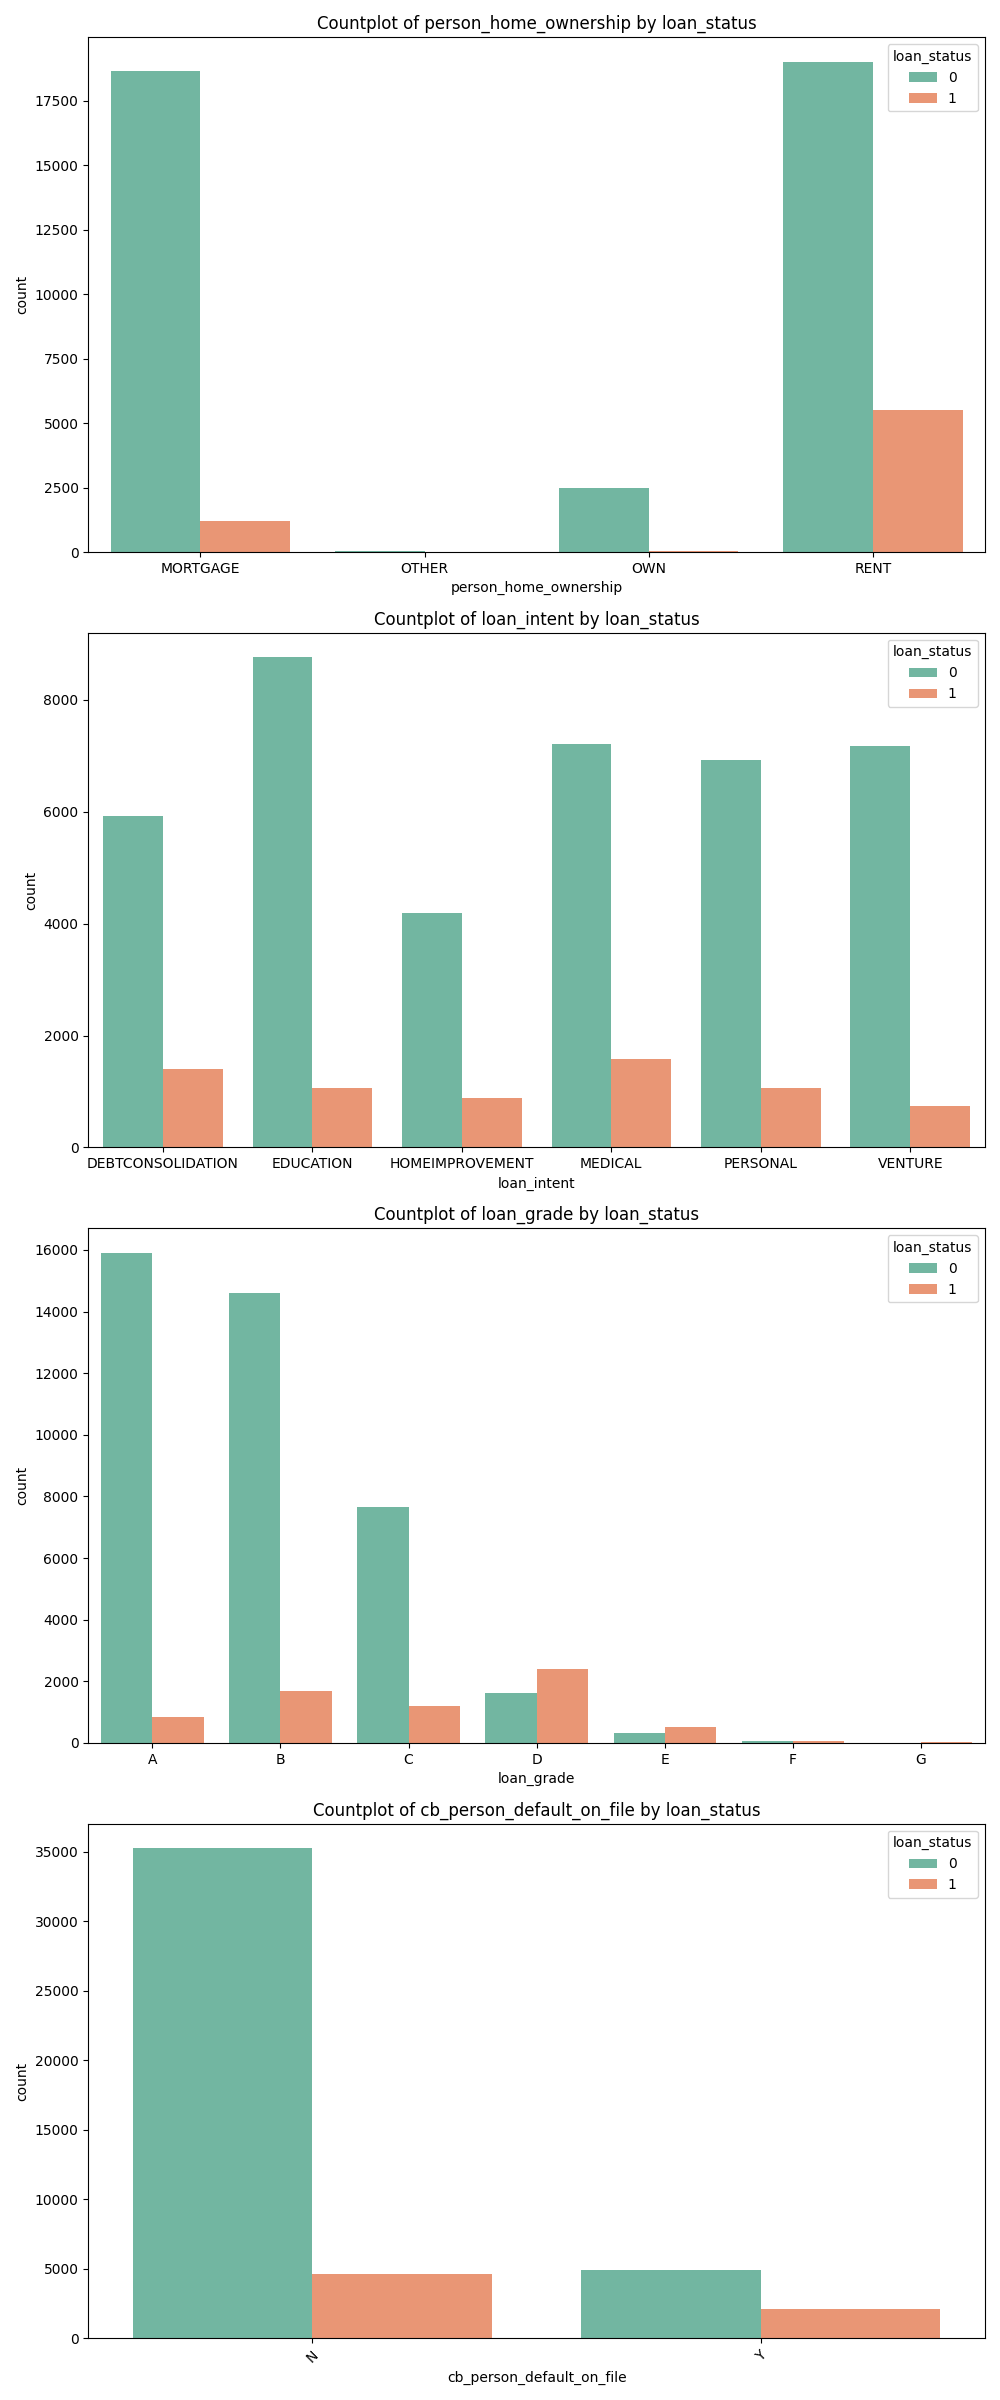 Countplot of person_home_ownership by loan_status
loan_status
0
1
17500
15000
12500
10000
7500
5000
2500
0
count
MORTGAGE OTHER OWN RENT
person_home_ownership
Countplot of loan_intent by loan_status
loan_status
0
1
8000
6000
4000
2000
0
count
DEBTCONSOLIDATION EDUCATION HOMEIMPROVEMENT MEDICAL PERSONAL VENTURE
loan_intent
Countplot of loan_grade by loan_status
loan_status
0
1
16000
14000
12000
10000
8000
6000
4000
2000
0
count
A B C D E F G
loan_grade
Countplot of cb_person_default_on_file by loan_status
loan_status
0
1
35000
30000
25000
20000
15000
10000
5000
0
count
N Y
cb_person_default_on_file